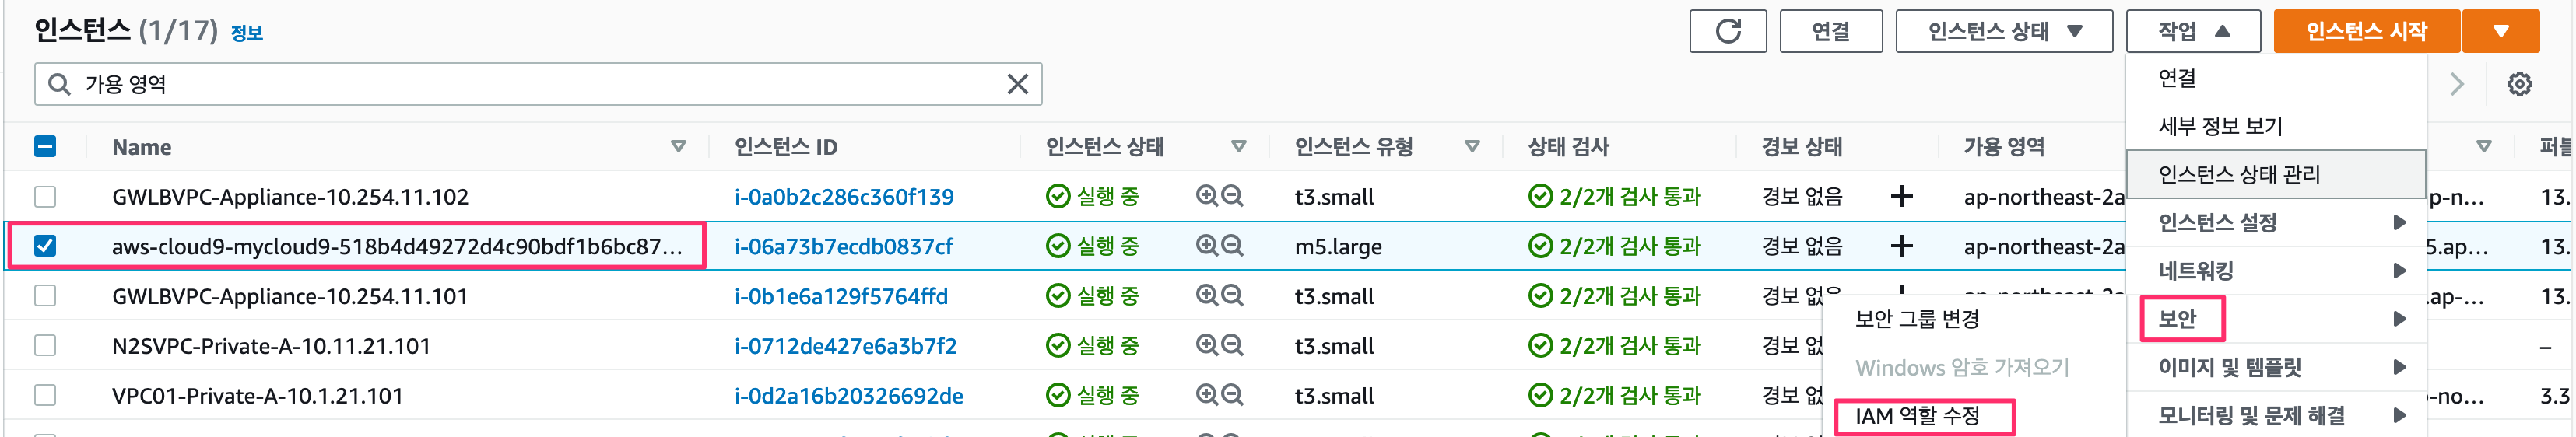 인스턴스 (1/17) 정보
연결
인스턴스 상태
작업
인스턴스 시작
가용 영역
Name 인스턴스 ID 인스턴스 상태 인스턴스 유형 상태 검사 경보 상태 가용 영역
GWLBVPC-Appliance-10.254.11.102 i-0a0b2c286c360f139 실행 중 t3.small 2/2개 검사 통과 경보 없음 ap-northeast-2a p-n... 13.
aws-cloud9-mycloud9-518b4d49272d4c90bdf1b6bc87... i-06a73b7ecdb0837cf 실행 중 m5.large 2/2개 검사 통과 경보 없음 ap-northeast-2a 5.ap... 13.
GWLBVPC-Appliance-10.254.11.101 i-0b1e6a129f5764ffd 실행 중 t3.small 2/2개 검사 통과 .ap-... 13.
N2SVPC-Private-A-10.11.21.101 i-0712de427e6a3b7f2 실행 중 t3.small 2/2개 검사 통과 경보 –
VPC01-Private-A-10.1.21.101 i-0d2a16b20326692de 실행 중 t3.small 2/2개 검사 통과 경보 -no... 3.3
연결
세부 정보 보기
인스턴스 상태 관리
인스턴스 설정
네트워킹
보안
이미지 및 템플릿
모니터링 및 문제 해결
보안 그룹 변경
Windows 암호 가져오기
IAM 역할 수정